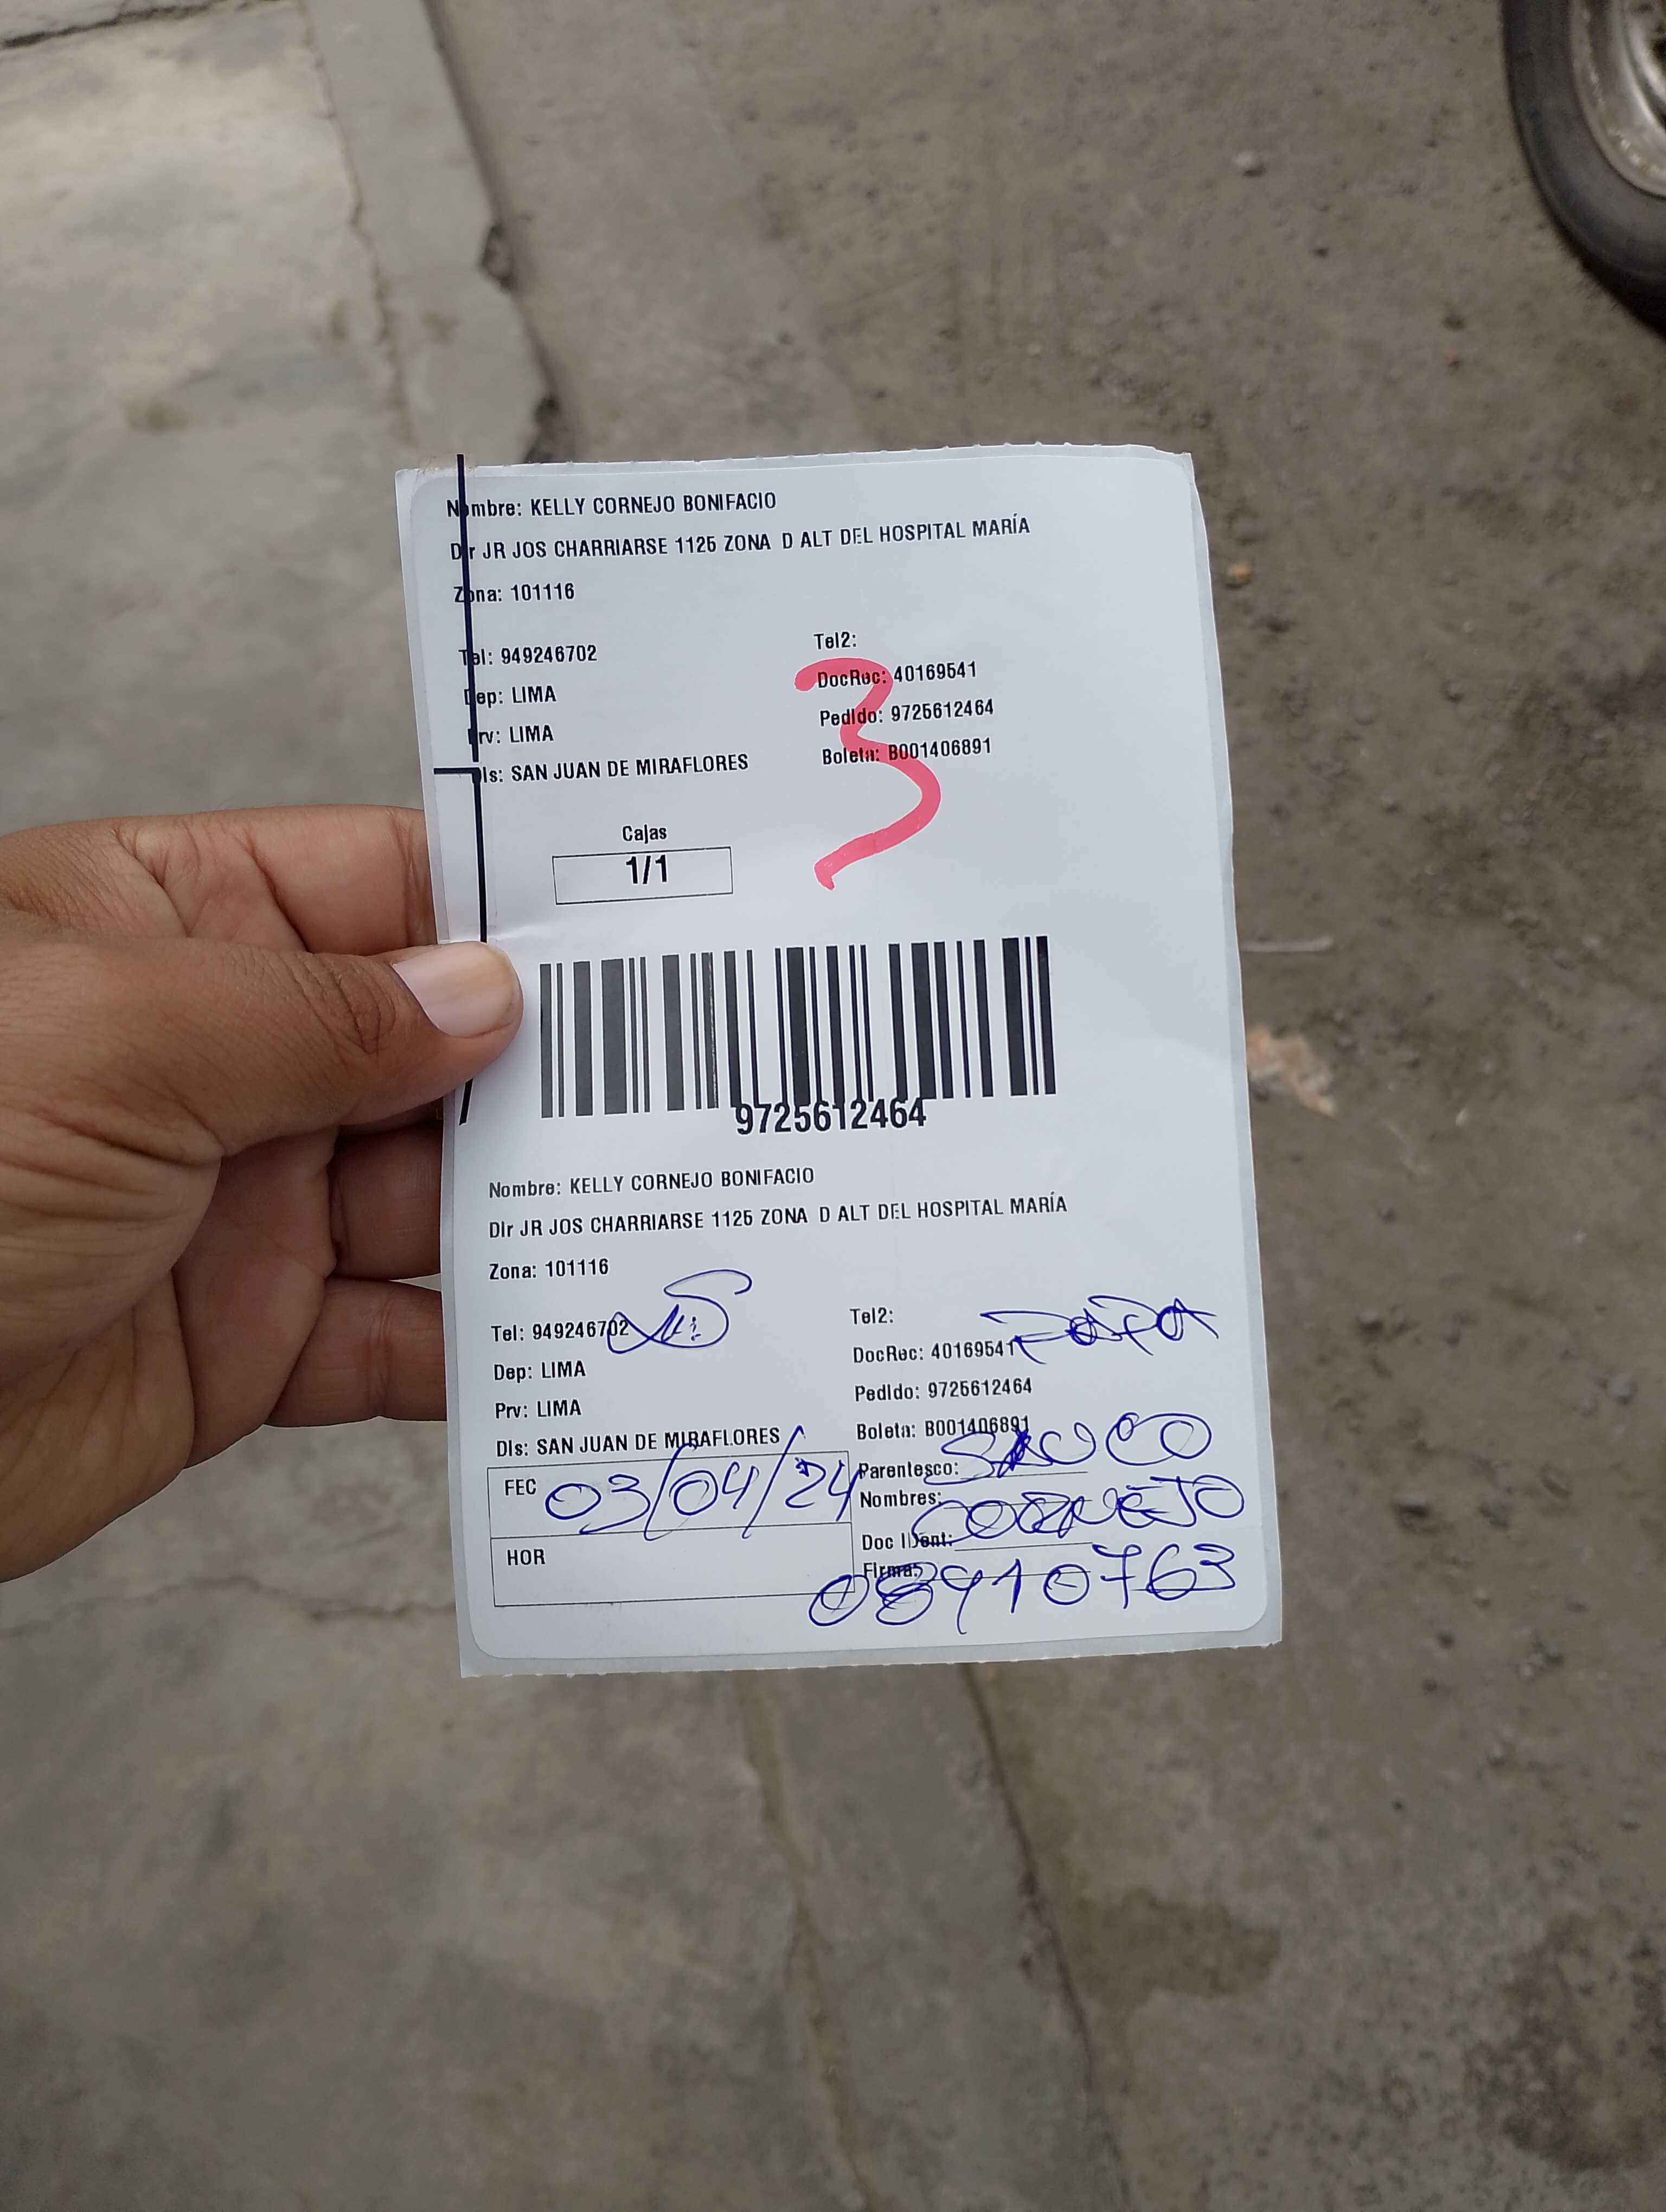 Nombre: KELLY CORNEJO BONIFACIO
Dir JR JOS CHARRIARSE 1125 ZONA D ALT DEL HOSPITAL MARÍA
Zona: 101116
Tel: 949246702 Tel2:
Dep: LIMA DocRec: 40169541
Prv: LIMA Pedido: 9725612464
Dis: SAN JUAN DE MIRAFLORES Boleta: B001406891
3
Cajas
1/1
9725612464
Nombre: KELLY CORNEJO BONIFACIO
Dir JR JOS CHARRIARSE 1125 ZONA D ALT DEL HOSPITAL MARÍA
Zona: 101116
Tel: 949246702 Tel2:
PAPA
Dep: LIMA DocRec: 40169541
Prv: LIMA Pedido: 9725612464
Dis: SAN JUAN DE MIRAFLORES Boleta: B001406891
FEC 03/04/24 Parentesco:
Nombres: CORNEJO
HOR Doc Ident:
Firma: 08910763